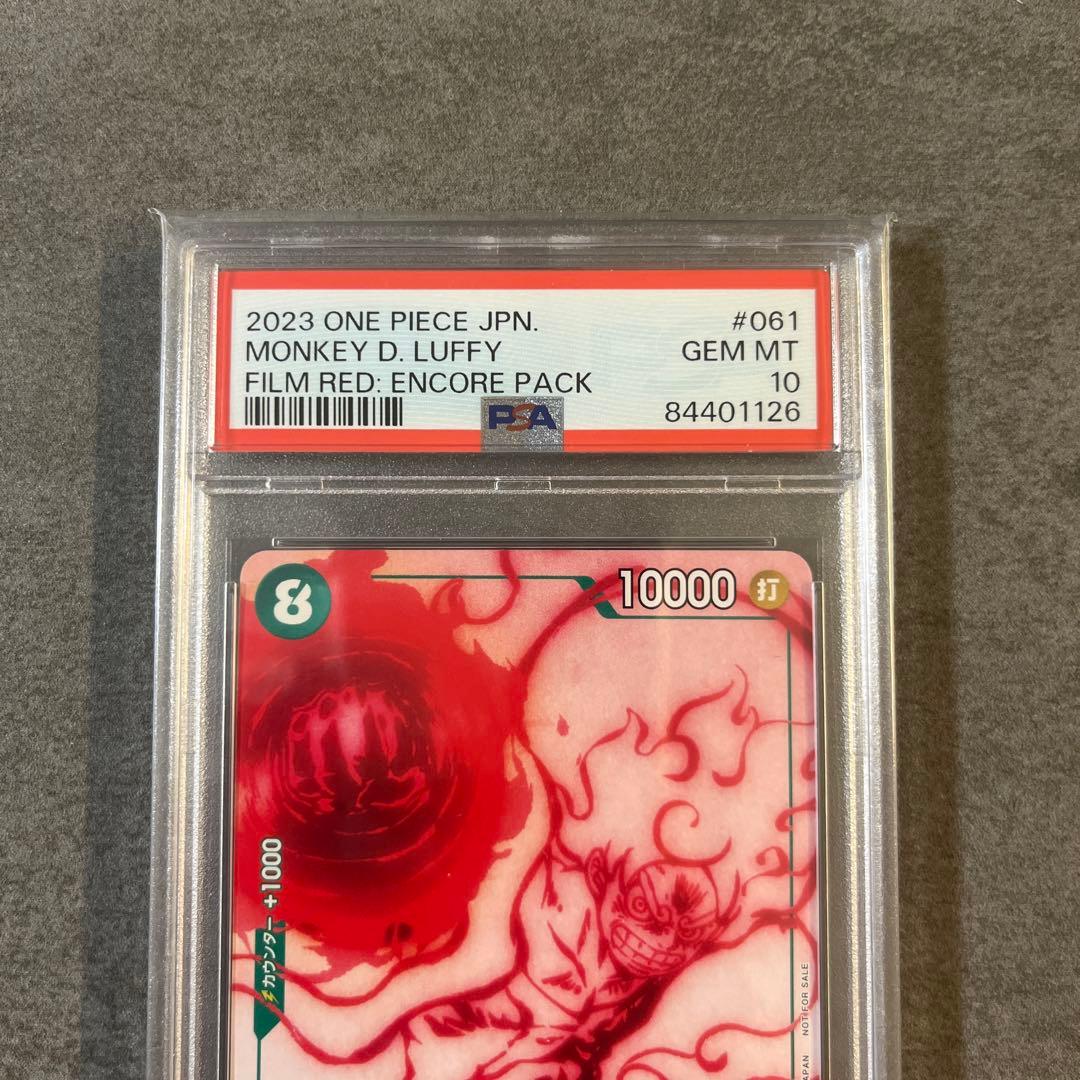 2023 ONE PIECE JPN. #061
MONKEY D. LUFFY GEM MT
FILM RED: ENCORE PACK 10
PSA 84401126
8 10000 打
カウンター +1000
APAN NOT FOR SALE